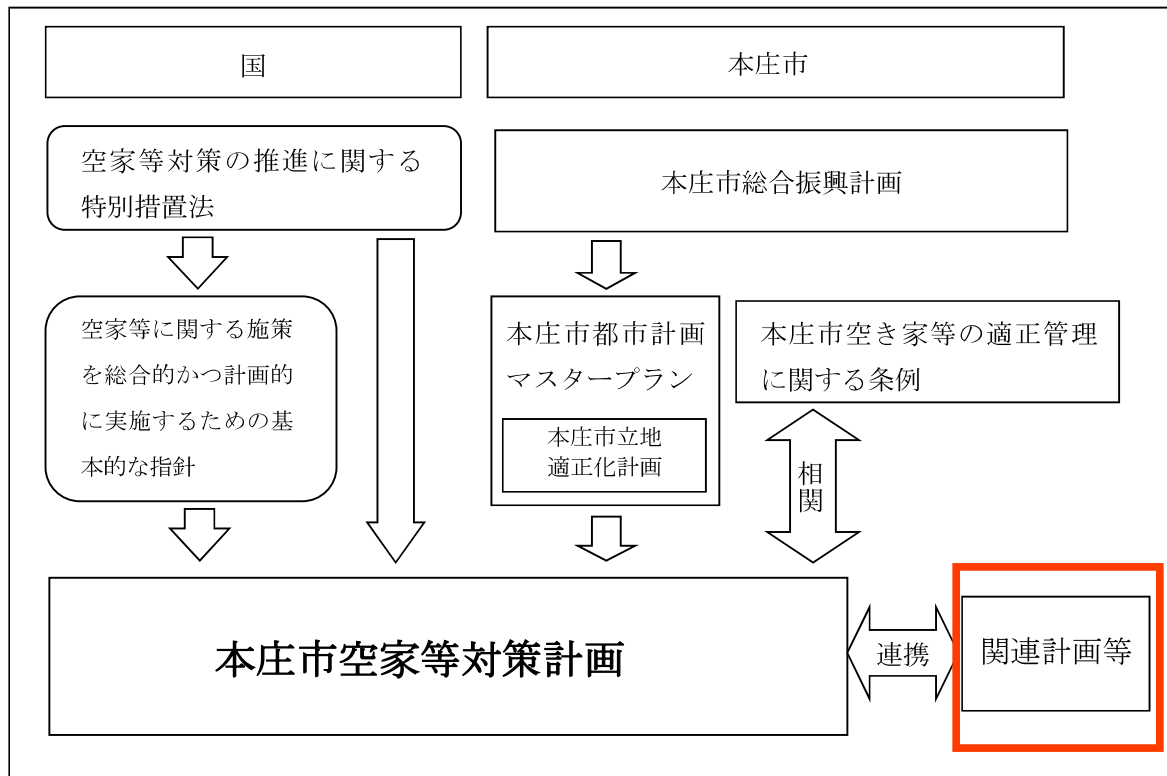 国
本庄市
空家等対策の推進に関する
特別措置法
本庄市総合振興計画
空家等に関する施策
を総合的かつ計画的
に実施するための基
本的な指針
本庄市都市計画
マスタープラン
本庄市立地
適正化計画
本庄市空き家等の適正管理
に関する条例
相関
本庄市空家等対策計画
連携
関連計画等